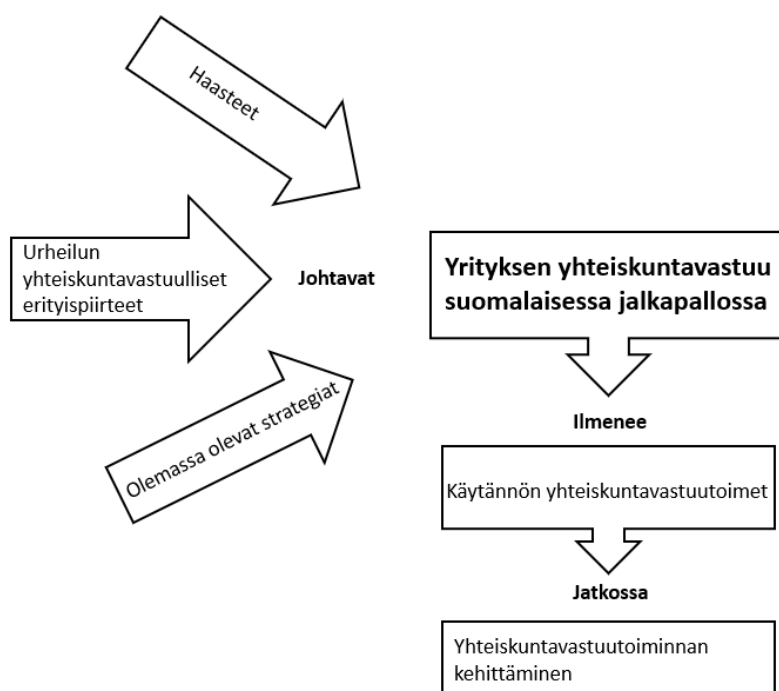 Haasteet
Urheilun
yhteiskuntavastuulliset
erityispiirteet
Johtavat
Olemassa olevat strategiat
Yrityksen yhteiskuntavastuu
suomalaisessa jalkapallossa
Ilmenee
Käytännön yhteiskuntavastuutoimet
Jatkossa
Yhteiskuntavastuutoiminnan
kehittäminen